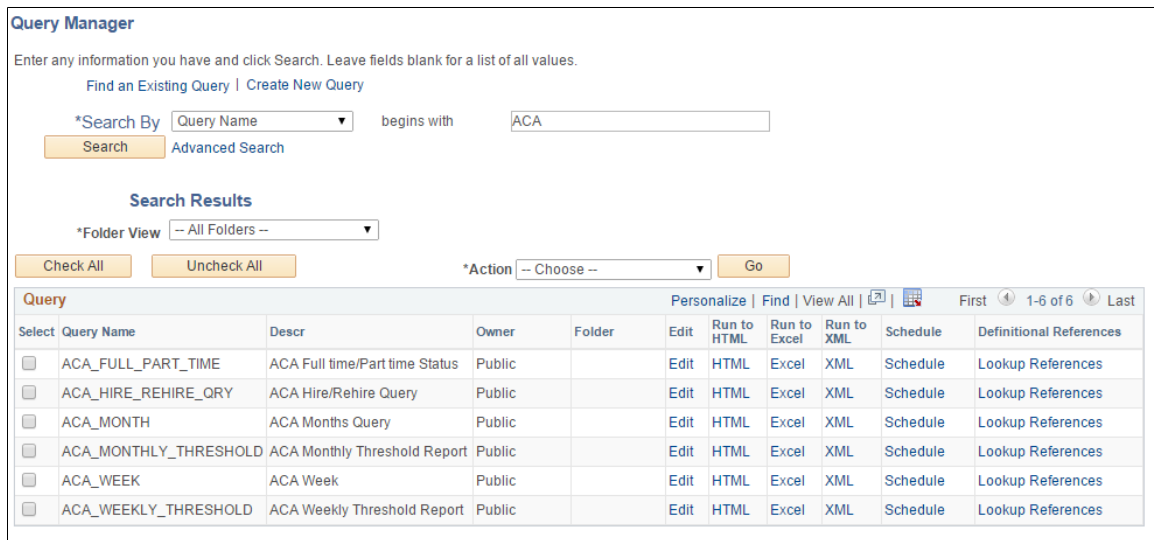 Query Manager
Enter any information you have and click Search. Leave fields blank for a list of all values.
Find an Existing Query | Create New Query
*Search By Query Name begins with ACA
Search Advanced Search
Search Results
*Folder View -- All Folders --
Check All Uncheck All *Action -- Choose -- Go
Query Personalize | Find | View All | | First 1-6 of 6 Last
Select Query Name Descr Owner Folder Edit Run to HTML Run to Excel Run to XML Schedule Definitional References
ACA_FULL_PART_TIME ACA Full time/Part time Status Public Edit HTML Excel XML Schedule Lookup References
ACA_HIRE_REHIRE_QRY ACA Hire/Rehire Query Public Edit HTML Excel XML Schedule Lookup References
ACA_MONTH ACA Months Query Public Edit HTML Excel XML Schedule Lookup References
ACA_MONTHLY_THRESHOLD ACA Monthly Threshold Report Public Edit HTML Excel XML Schedule Lookup References
ACA_WEEK ACA Week Public Edit HTML Excel XML Schedule Lookup References
ACA_WEEKLY_THRESHOLD ACA Weekly Threshold Report Public Edit HTML Excel XML Schedule Lookup References